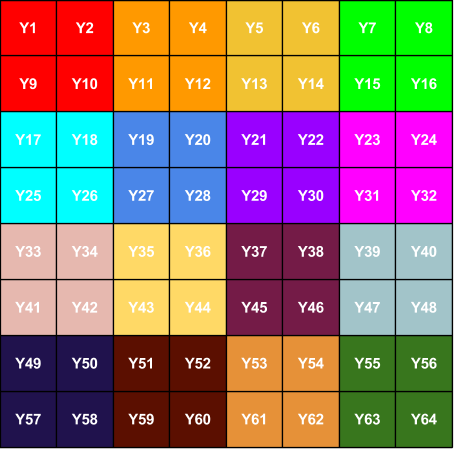 Y1 Y2 Y3 Y4 Y5 Y6 Y7 Y8
Y9 Y10 Y11 Y12 Y13 Y14 Y15 Y16
Y17 Y18 Y19 Y20 Y21 Y22 Y23 Y24
Y25 Y26 Y27 Y28 Y29 Y30 Y31 Y32
Y33 Y34 Y35 Y36 Y37 Y38 Y39 Y40
Y41 Y42 Y43 Y44 Y45 Y46 Y47 Y48
Y49 Y50 Y51 Y52 Y53 Y54 Y55 Y56
Y57 Y58 Y59 Y60 Y61 Y62 Y63 Y64